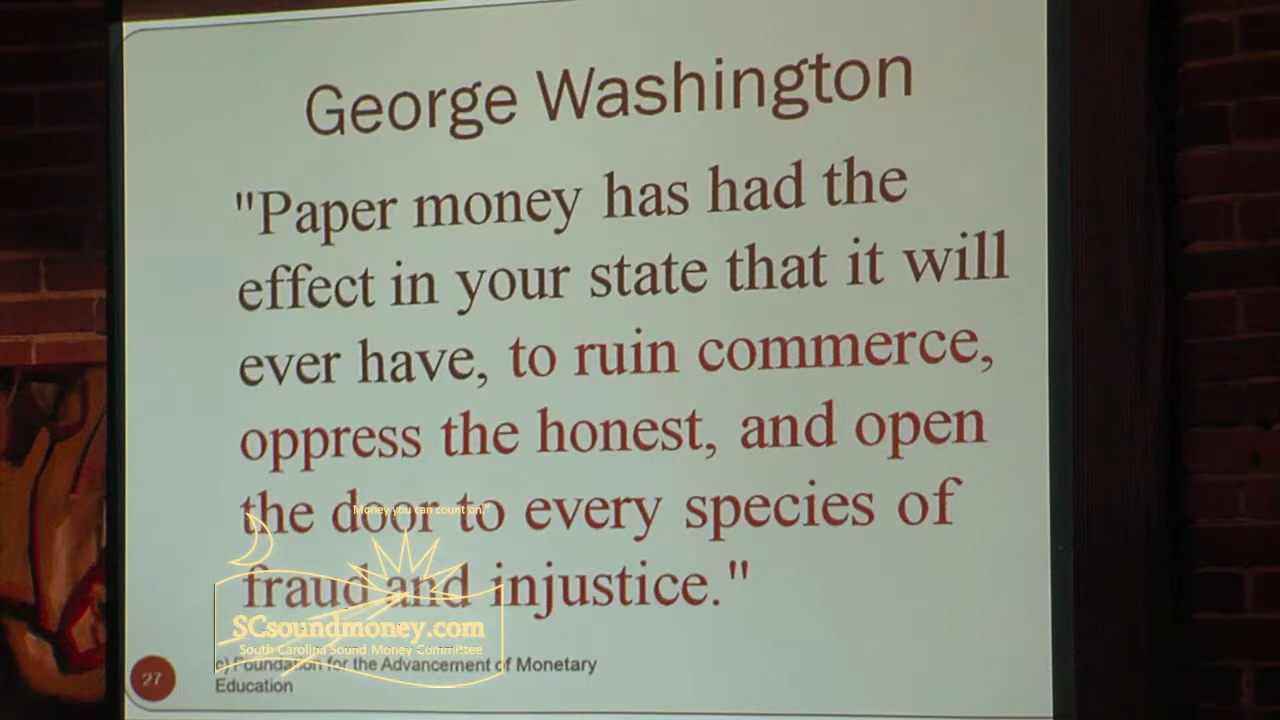 George Washington
"Paper money has had the
effect in your state that it will
ever have, to ruin commerce,
oppress the honest, and open
the door to every species of
fraud and injustice."
Money you can count on."
SCsoundmoney.com
South Carolina Sound Money Committee
c) Foundation for the Advancement of Monetary
Education
27